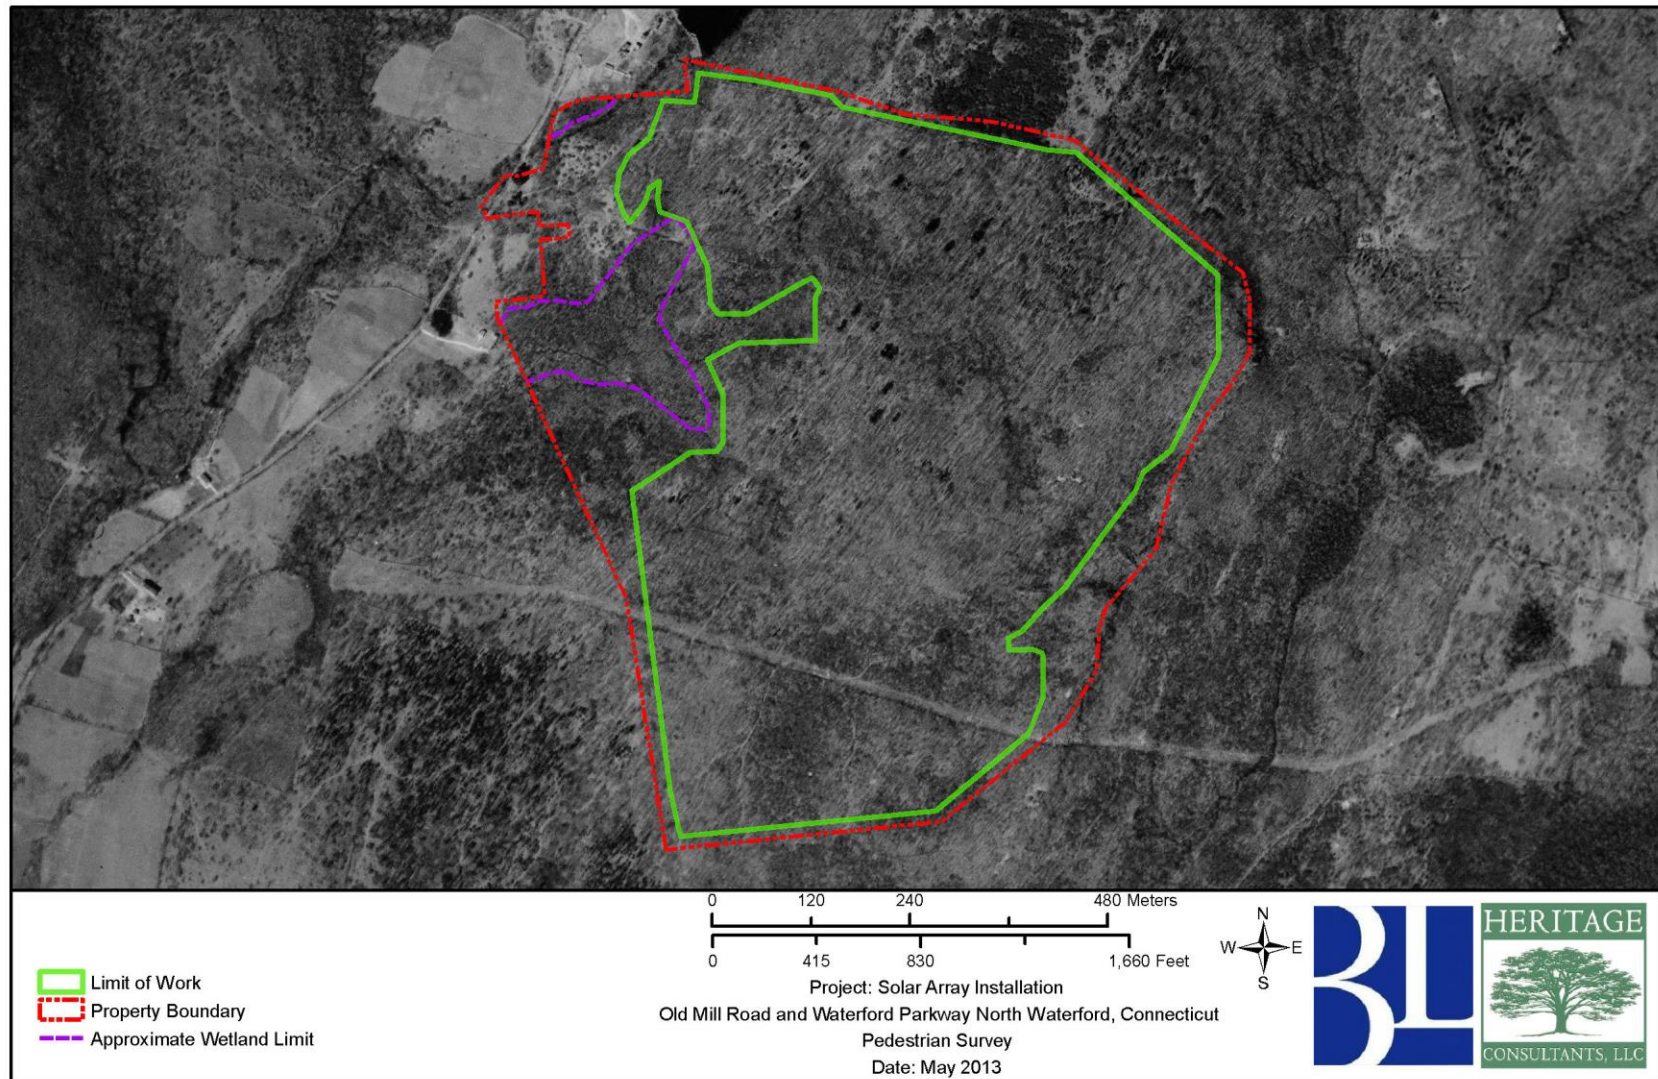 0 120 240 480 Meters
0 415 830 1,660 Feet
N
W E
S
Limit of Work
Property Boundary
Approximate Wetland Limit
Project: Solar Array Installation
Old Mill Road and Waterford Parkway North Waterford, Connecticut
Pedestrian Survey
Date: May 2013
BL
HERITAGE
CONSULTANTS, LLC